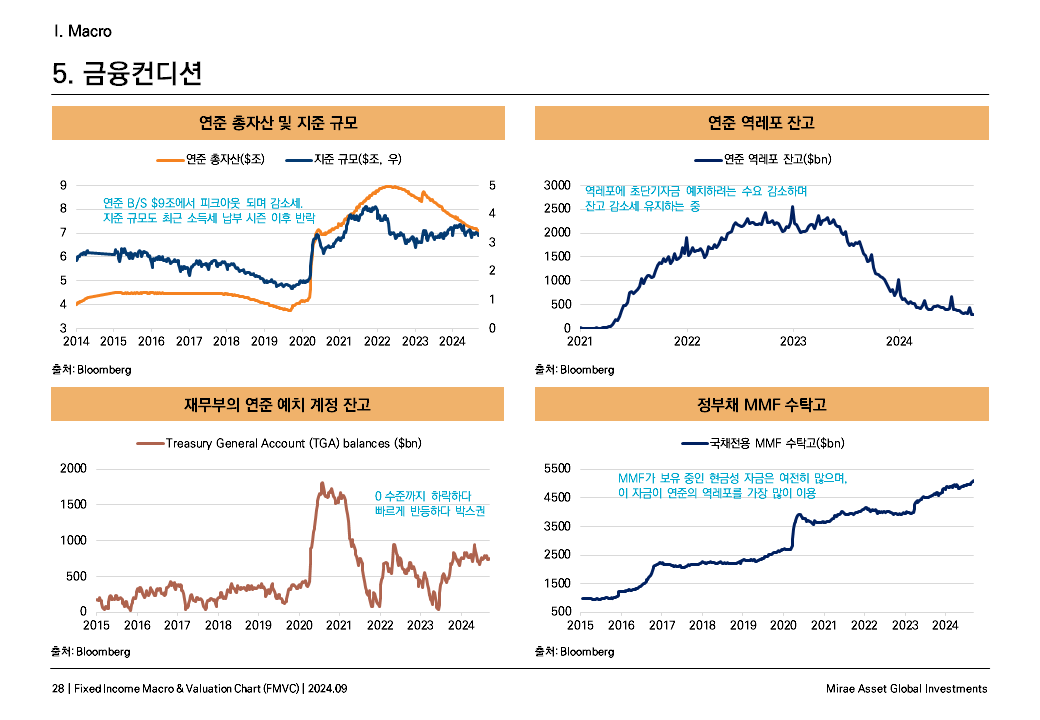 I. Macro
5. 금융컨디션
연준 총자산 및 지준 규모
연준 총자산($조) 지준 규모($조, 우)
연준 B/S $9조에서 피크아웃 되며 감소세.
지준 규모도 최근 소득세 납부 시즌 이후 반락
9
8
7
6
5
4
3
5
4
3
2
1
0
2014 2015 2016 2017 2018 2019 2020 2021 2022 2023 2024
출처: Bloomberg
연준 역레포 잔고
연준 역레포 잔고($bn)
역레포에 초단기자금 예치하려는 수요 감소하며
잔고 감소세 유지하는 중
3000
2500
2000
1500
1000
500
0
2021 2022 2023 2024
출처: Bloomberg
재무부의 연준 예치 계정 잔고
Treasury General Account (TGA) balances ($bn)
0 수준까지 하락하다
빠르게 반등하다 박스권
2000
1500
1000
500
0
2015 2016 2017 2018 2019 2020 2021 2022 2023 2024
출처: Bloomberg
정부채 MMF 수탁고
국채전용 MMF 수탁고($bn)
MMF가 보유 중인 현금성 자금은 여전히 많으며,
이 자금이 연준의 역레포를 가장 많이 이용
5500
4500
3500
2500
1500
500
2015 2016 2017 2018 2019 2020 2021 2022 2023 2024
출처: Bloomberg
28 | Fixed Income Macro & Valuation Chart (FMVC) | 2024.09
Mirae Asset Global Investments